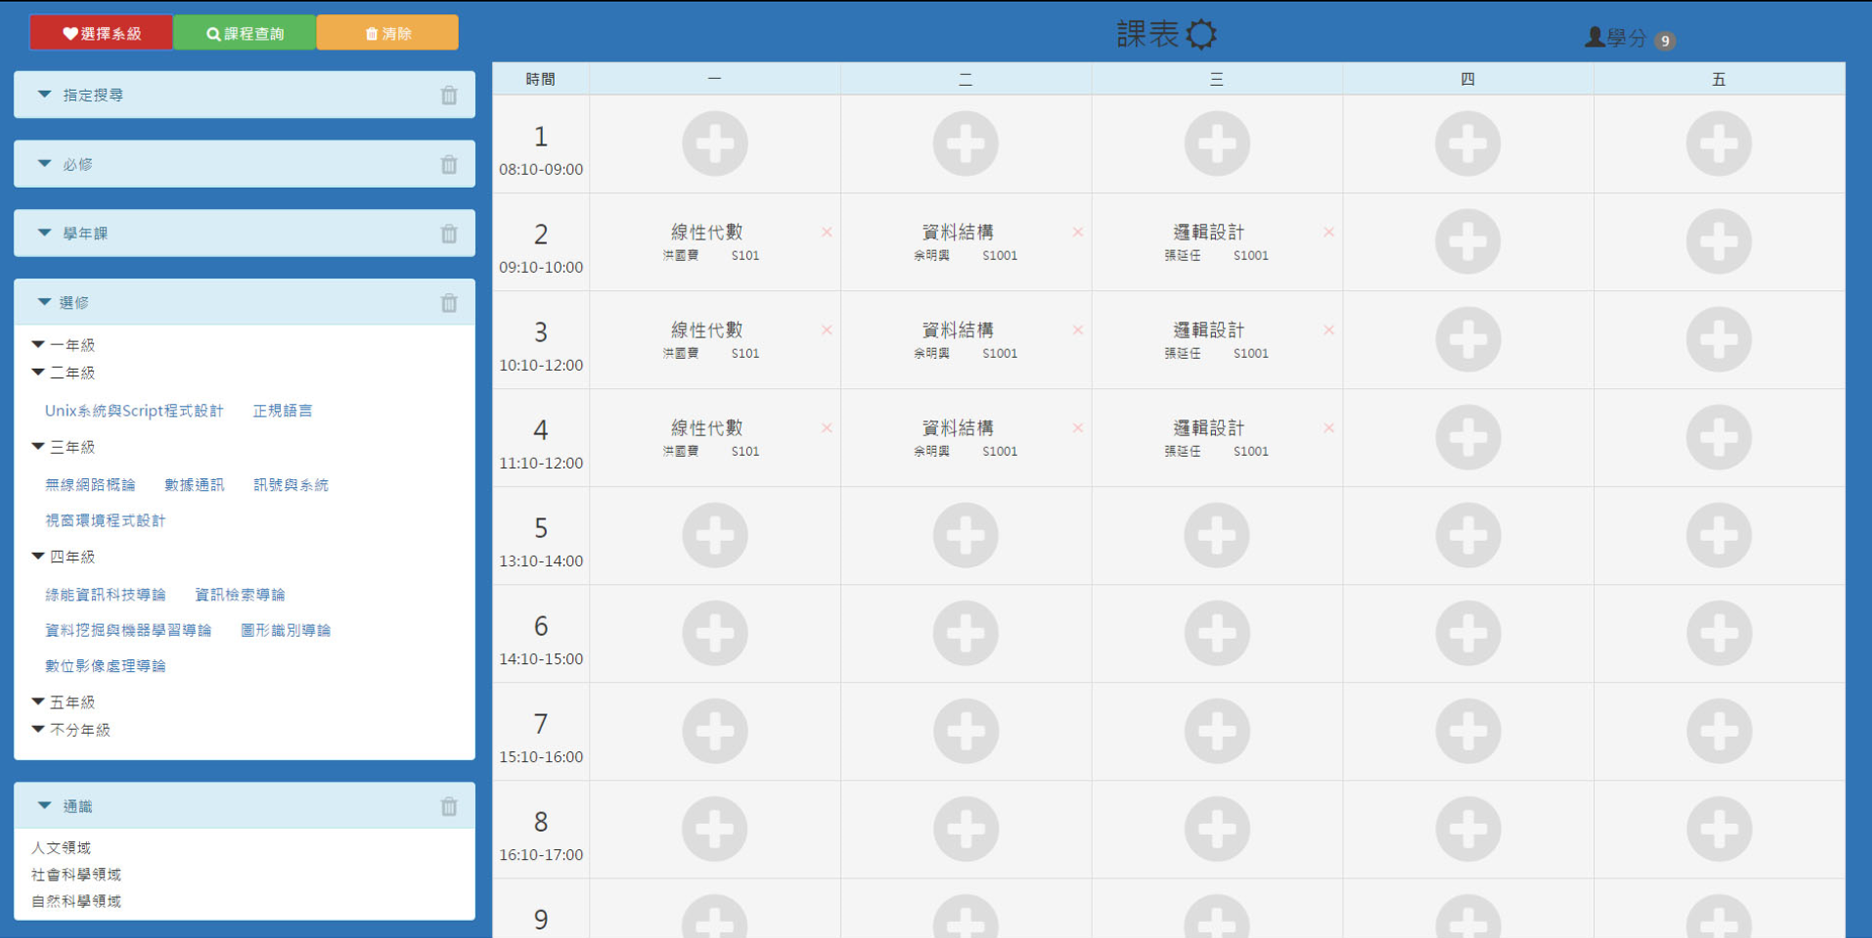 選擇系級 課程查詢 清除
指定搜尋
必修
學年課
選修
一年級
二年級
Unix系統與Script程式設計 正規語言
三年級
無線網路概論 數據通訊 訊號與系統
視窗環境程式設計
四年級
綠能資訊科技導論 資訊檢索導論
資料挖掘與機器學習導論 圖形識別導論
數位影像處理導論
五年級
不分年級
通識
人文領域
社會科學領域
自然科學領域
課表
學分 9
時間 一 二 三 四 五
1
08:10-09:00
2 線性代數 資料結構 邏輯設計
洪國寶 S101 余明興 S1001 張延任 S1001
09:10-10:00
3 線性代數 資料結構 邏輯設計
洪國寶 S101 余明興 S1001 張延任 S1001
10:10-12:00
4 線性代數 資料結構 邏輯設計
洪國寶 S101 余明興 S1001 張延任 S1001
11:10-12:00
5
13:10-14:00
6
14:10-15:00
7
15:10-16:00
8
16:10-17:00
9